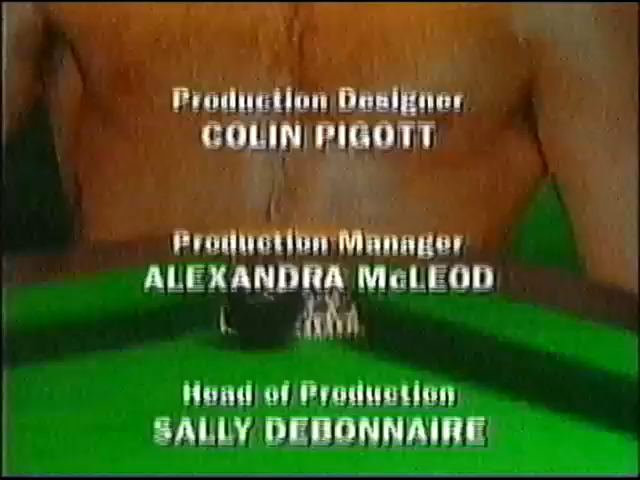 Production Designer
COLIN PIGOTT
Production Manager
ALEXANDRA McLEOD
Head of Production
SALLY DEBONNAIRE